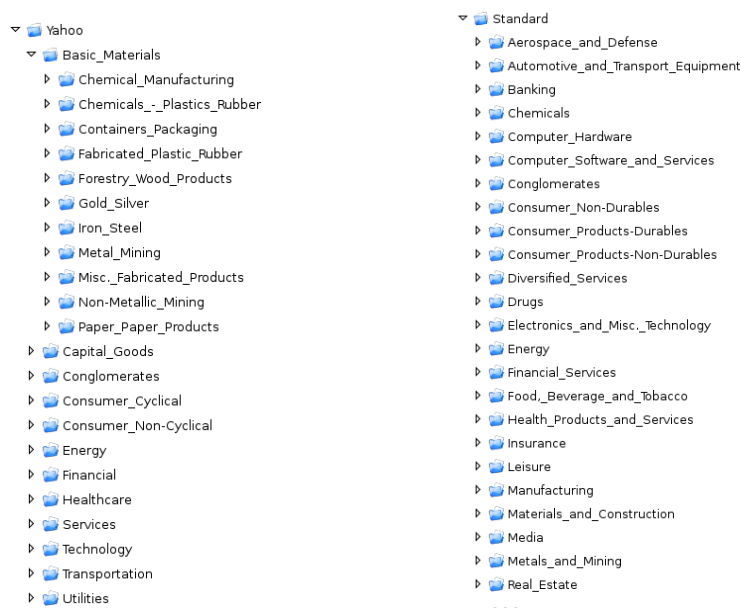 Yahoo
Basic_Materials
Chemical_Manufacturing
Chemicals_-_Plastics_Rubber
Containers_Packaging
Fabricated_Plastic_Rubber
Forestry_Wood_Products
Gold_Silver
Iron_Steel
Metal_Mining
Misc._Fabricated_Products
Non-Metallic_Mining
Paper_Paper_Products
Capital_Goods
Conglomerates
Consumer_Cyclical
Consumer_Non-Cyclical
Energy
Financial
Healthcare
Services
Technology
Transportation
Utilities
Standard
Aerospace_and_Defense
Automotive_and_Transport_Equipment
Banking
Chemicals
Computer_Hardware
Computer_Software_and_Services
Conglomerates
Consumer_Non-Durables
Consumer_Products-Durables
Consumer_Products-Non-Durables
Diversified_Services
Drugs
Electronics_and_Misc._Technology
Energy
Financial_Services
Food,_Beverage_and_Tobacco
Health_Products_and_Services
Insurance
Leisure
Manufacturing
Materials_and_Construction
Media
Metals_and_Mining
Real_Estate